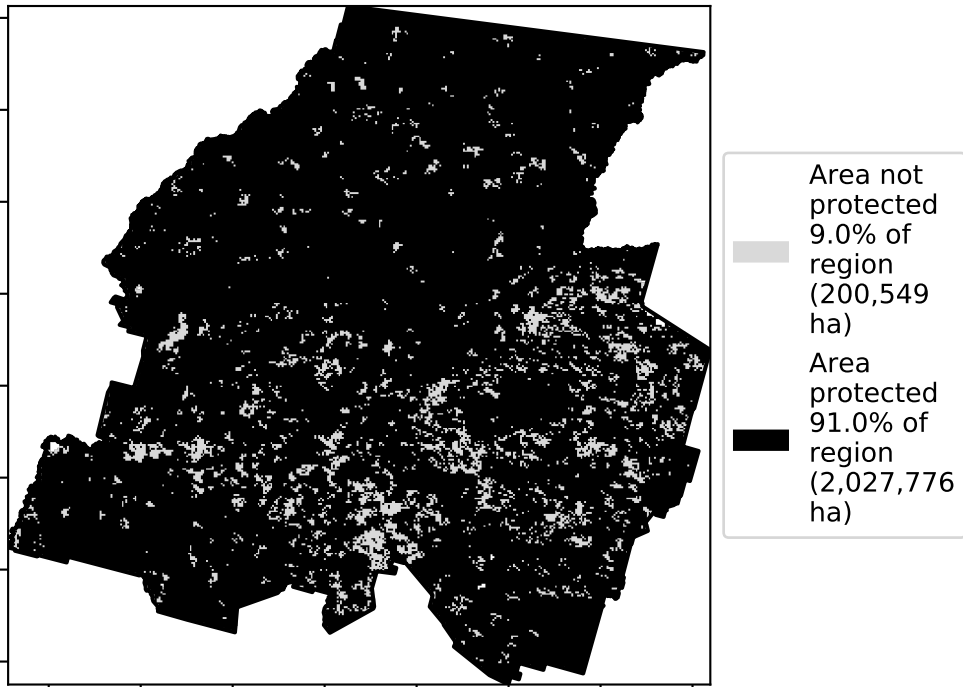 Area not
protected
9.0% of
region
(200,549
ha)
Area
protected
91.0% of
region
(2,027,776
ha)